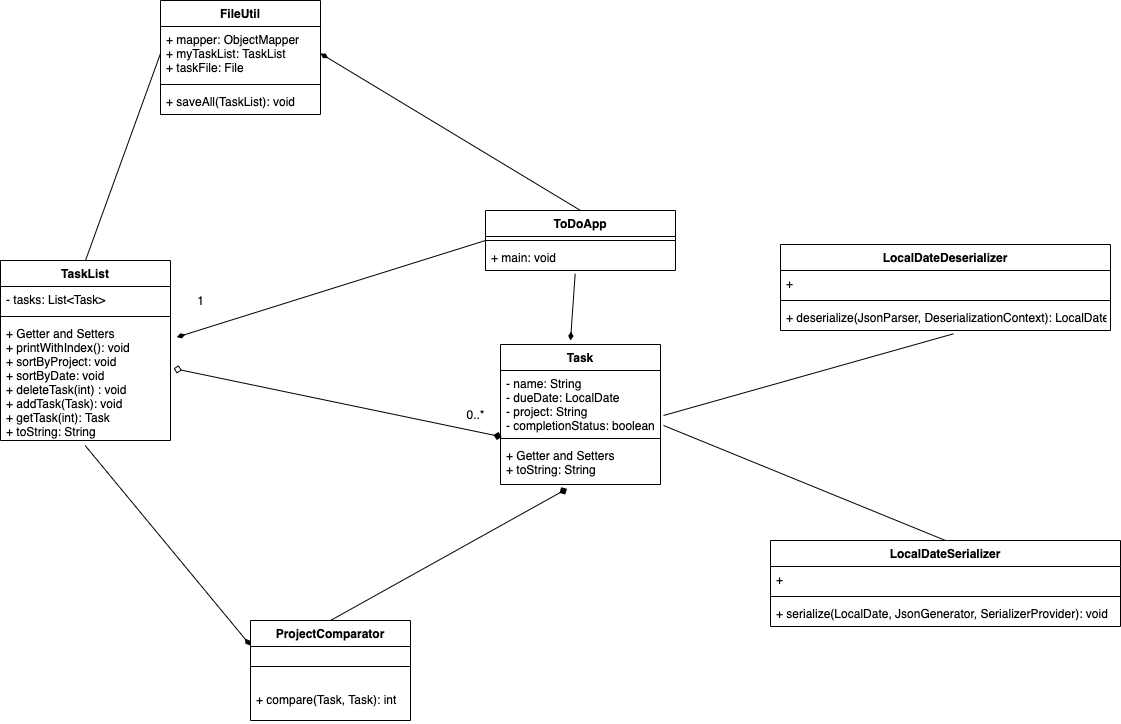 FileUtil
+ mapper: ObjectMapper
+ myTaskList: TaskList
+ taskFile: File
+ saveAll(TaskList): void
ToDoApp
+ main: void
LocalDateDeserializer
+
+ deserialize(JsonParser, DeserializationContext): LocalDate
TaskList
- tasks: List<Task>
+ Getter and Setters
+ printWithIndex(): void
+ sortByProject: void
+ sortByDate: void
+ deleteTask(int) : void
+ addTask(Task): void
+ getTask(int): Task
+ toString: String
1
0..*
Task
- name: String
- dueDate: LocalDate
- project: String
- completionStatus: boolean
+ Getter and Setters
+ toString: String
LocalDateSerializer
+
+ serialize(LocalDate, JsonGenerator, SerializerProvider): void
ProjectComparator
+ compare(Task, Task): int